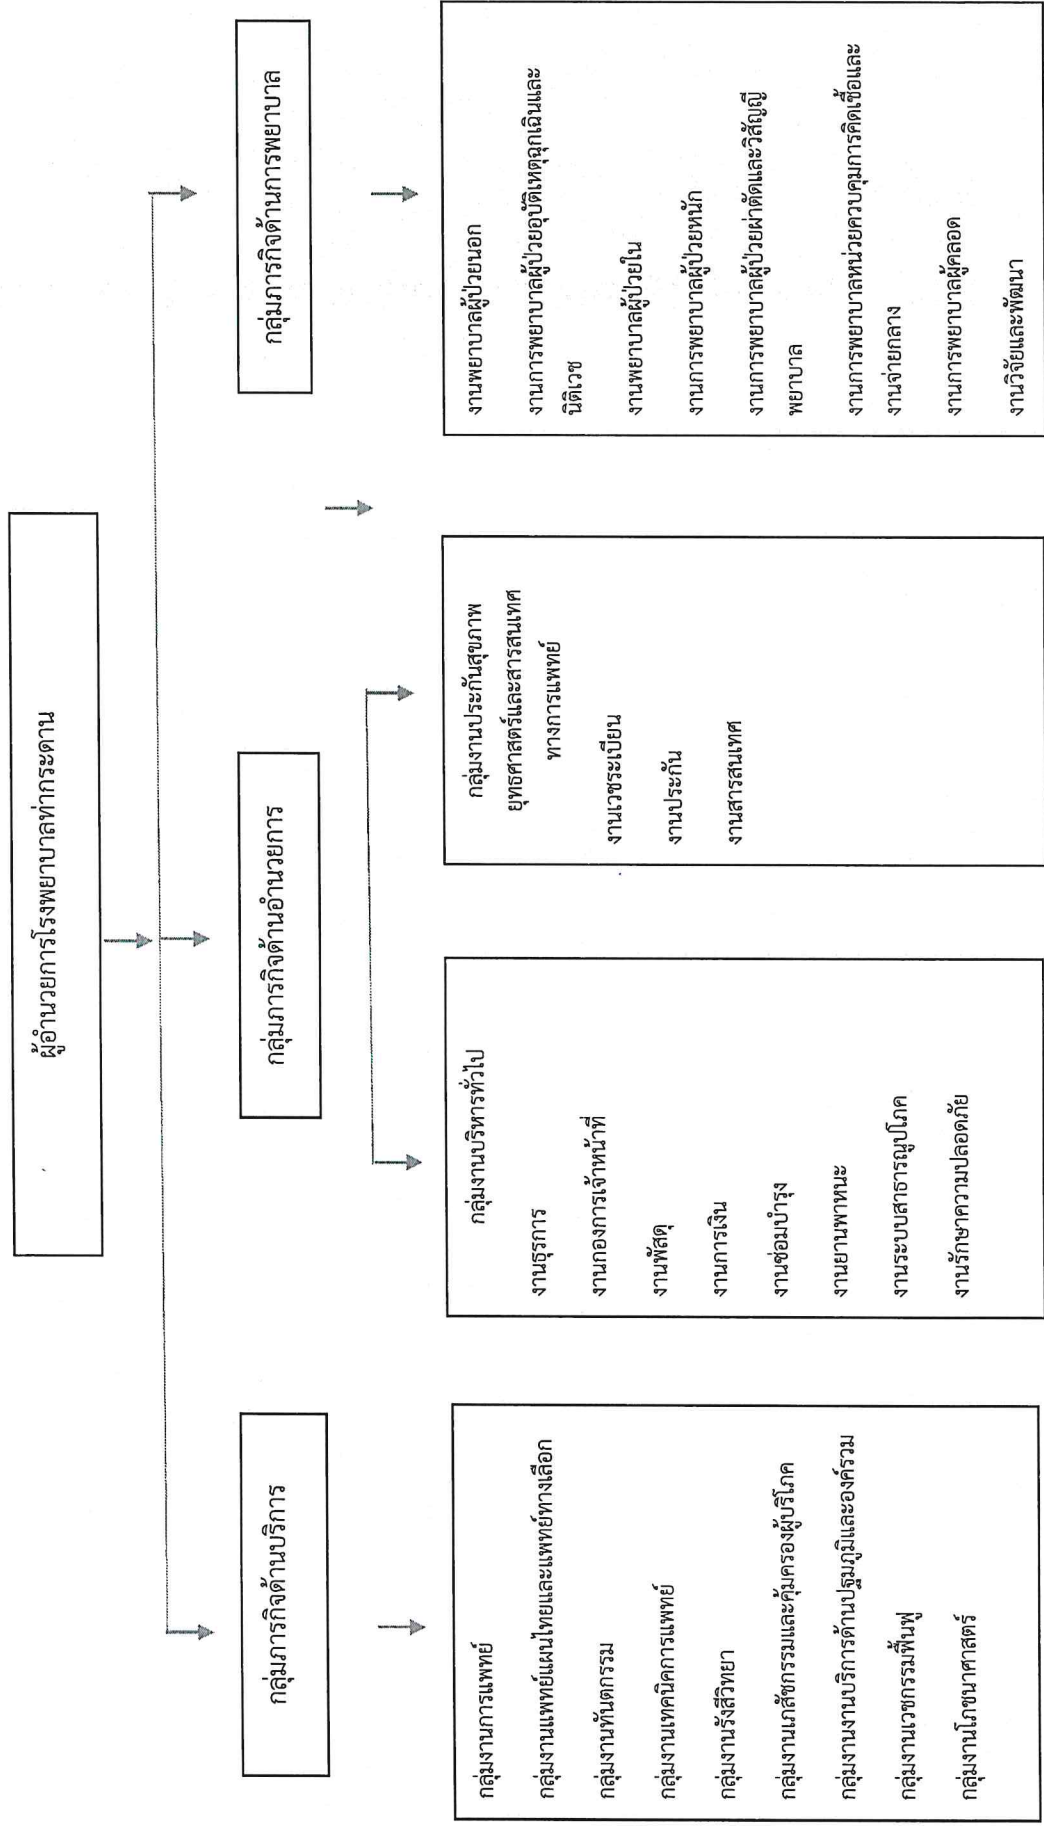 ผู้อำนวยการโรงพยาบาลท่ากระดาน
กลุ่มภารกิจด้านบริการ
กลุ่มภารกิจด้านอำนวยการ
กลุ่มภารกิจด้านการพยาบาล
กลุ่มงานการแพทย์
กลุ่มงานแพทย์แผนไทยและแพทย์ทางเลือก
กลุ่มงานทันตกรรม
กลุ่มงานเทคนิคการแพทย์
กลุ่มงานรังสีวิทยา
กลุ่มงานเภสัชกรรมและคุ้มครองผู้บริโภค
กลุ่มงานงานบริการด้านปฐมภูมิและองค์รวม
กลุ่มงานเวชกรรมฟื้นฟู
กลุ่มงานโภชนาศาสตร์
กลุ่มงานบริหารทั่วไป
งานธุรการ
งานกองการเจ้าหน้าที่
งานพัสดุ
งานการเงิน
งานซ่อมบำรุง
งานยานพาหนะ
งานระบบสาธารณูปโภค
งานรักษาความปลอดภัย
กลุ่มงานประกันสุขภาพ
ยุทธศาสตร์และสารสนเทศ
ทางการแพทย์
งานเวชระเบียน
งานประกัน
งานสารสนเทศ
งานพยาบาลผู้ป่วยนอก
งานการพยาบาลผู้ป่วยอุบัติเหตุฉุกเฉินและ
นิติเวช
งานพยาบาลผู้ป่วยใน
งานการพยาบาลผู้ป่วยหนัก
งานการพยาบาลผู้ป่วยผ่าตัดและวิสัญญี
พยาบาล
งานการพยาบาลหน่วยควบคุมการคิดเชื้อและ
งานจ่ายกลาง
งานการพยาบาลผู้คลอด
งานวิจัยและพัฒนา